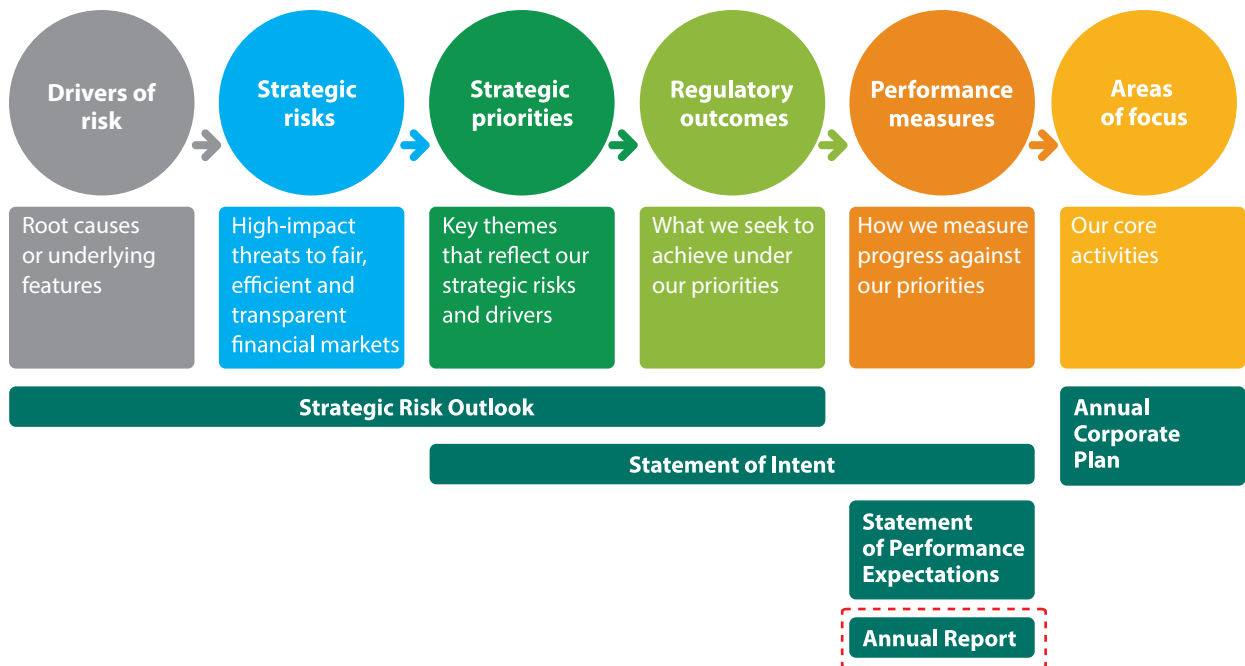 Drivers of
risk
Strategic
risks
Strategic
priorities
Regulatory
outcomes
Performance
measures
Areas
of focus
Root causes
or underlying
features
High-impact
threats to fair,
efficient and
transparent
financial markets
Key themes
that reflect our
strategic risks
and drivers
What we seek to
achieve under
our priorities
How we measure
progress against
our priorities
Our core
activities
Strategic Risk Outlook
Annual
Corporate
Plan
Statement of Intent
Statement
of Performance
Expectations
Annual Report